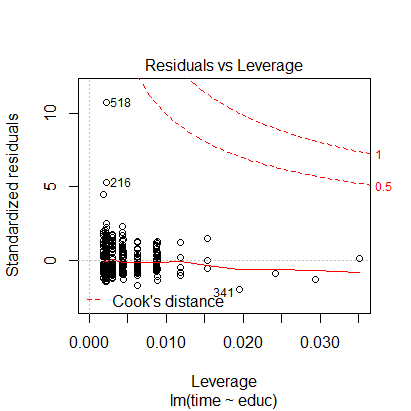 Residuals vs Leverage
Standardized residuals
10
5
0
518
216
341
1
0.5
Cook's distance
0.000
0.010
0.020
0.030
Leverage
lm(time ~ educ)